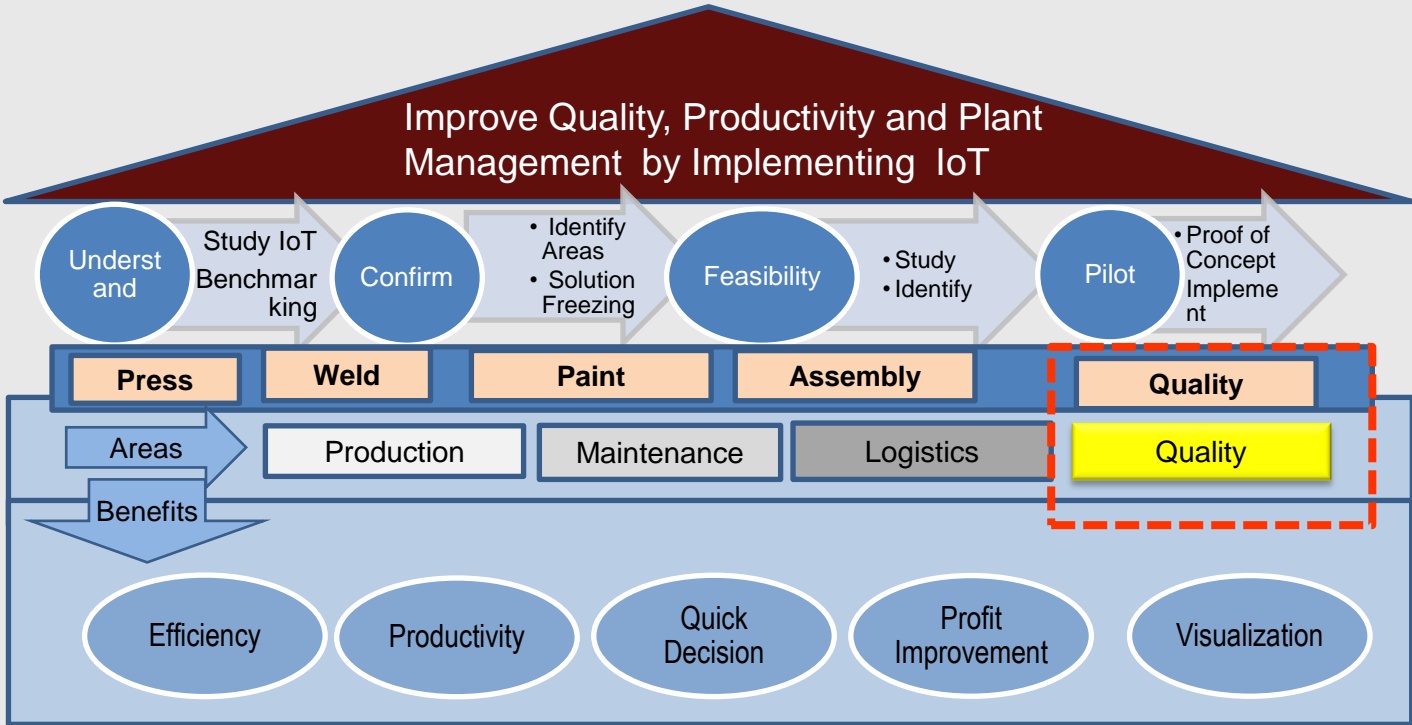 Improve Quality, Productivity and Plant
Management by Implementing IoT
Underst
and
Study IoT
Benchmar
king
Confirm
• Identify
Areas
• Solution
Freezing
Feasibility
• Study
• Identify
Pilot
• Proof of
Concept
Impleme
nt
Press
Weld
Paint
Assembly
Quality
Areas
Production
Maintenance
Logistics
Quality
Benefits
Efficiency
Productivity
Quick
Decision
Profit
Improvement
Visualization